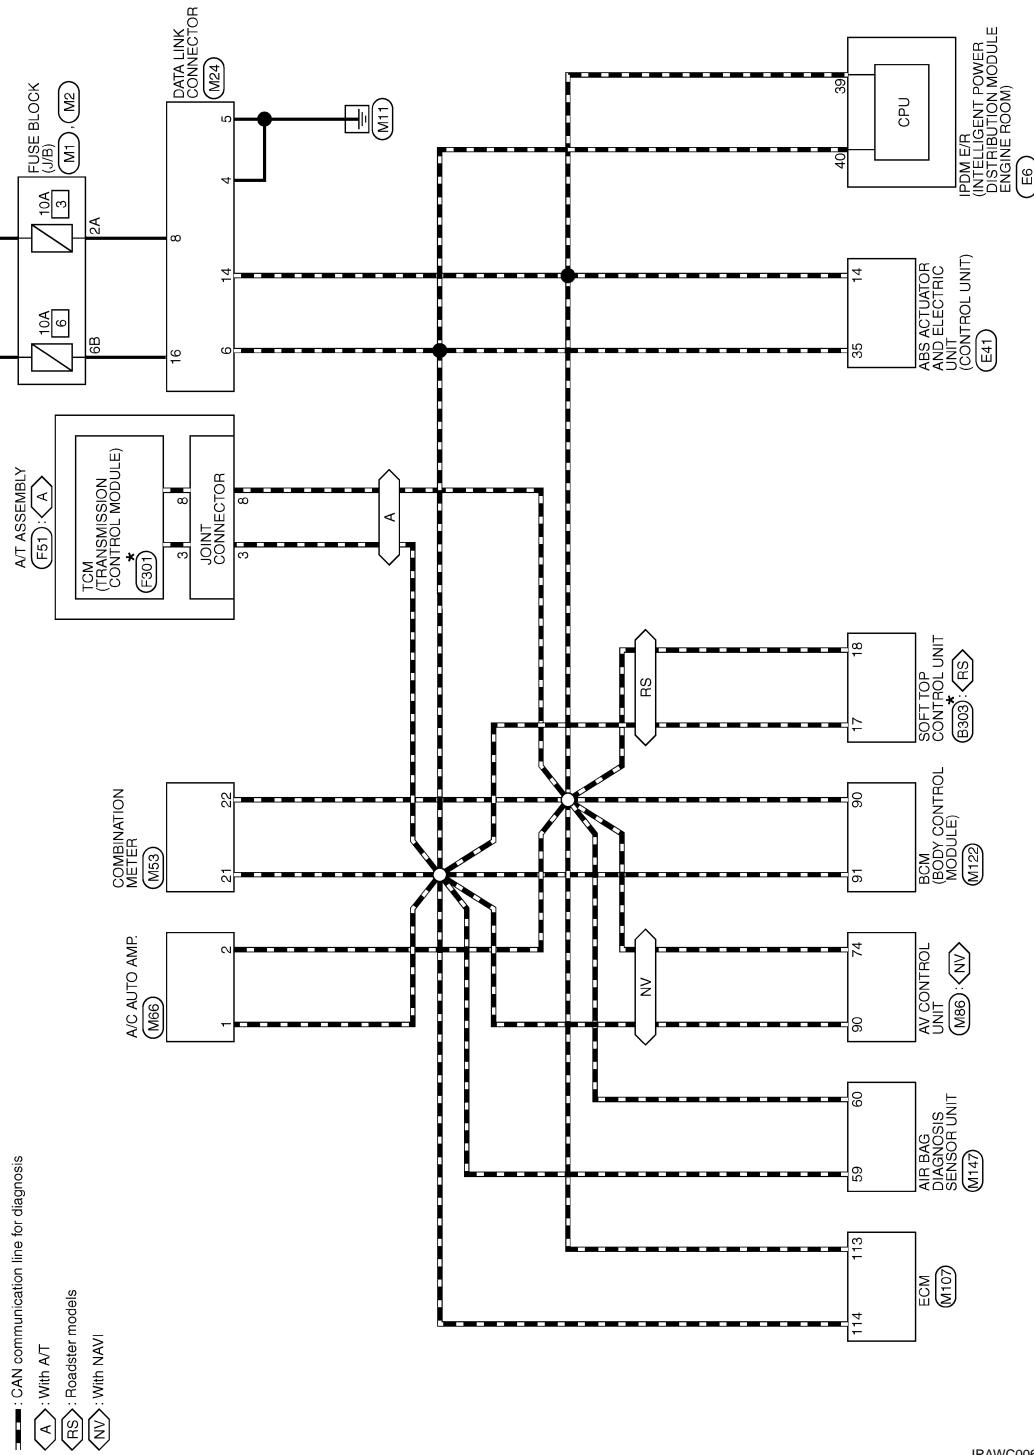 : CAN communication line for diagnosis
A : With A/T
RS : Roadster models
NV : With NAVI
A/C AUTO AMP.
M66
1
2
COMBINATION
METER
M53
21
22
A/T ASSEMBLY
F51 : A
TCM
(TRANSMISSION
CONTROL MODULE)
*
F301
3
8
JOINT
CONNECTOR
3
8
A
FUSE BLOCK
(J/B)
M1 , M2
10A
6
10A
3
6B
2A
DATA LINK
CONNECTOR
M24
16
8
6
14
4
5
M11
NV
RS
114
113
ECM
M107
59
60
AIR BAG
DIAGNOSIS
SENSOR UNIT
M147
90
74
AV CONTROL
UNIT
M86 : NV
91
90
BCM
(BODY CONTROL
MODULE)
M122
17
18
SOFT TOP
CONTROL UNIT
*
B303 : RS
35
14
ABS ACTUATOR
AND ELECTRIC
UNIT
(CONTROL UNIT)
E41
40
39
CPU
IPDM E/R
(INTELLIGENT POWER
DISTRIBUTION MODULE
ENGINE ROOM)
E6